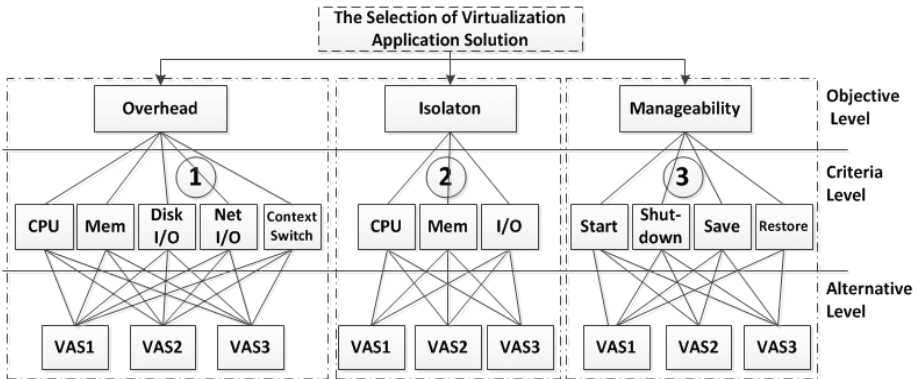 The Selection of Virtualization
Application Solution
Overhead
Isolaton
Manageability
Objective
Level
1
2
3
Criteria
Level
CPU
Mem
Disk
I/O
Net
I/O
Context
Switch
CPU
Mem
I/O
Start
Shut-
down
Save
Restore
Alternative
Level
VAS1
VAS2
VAS3
VAS1
VAS2
VAS3
VAS1
VAS2
VAS3